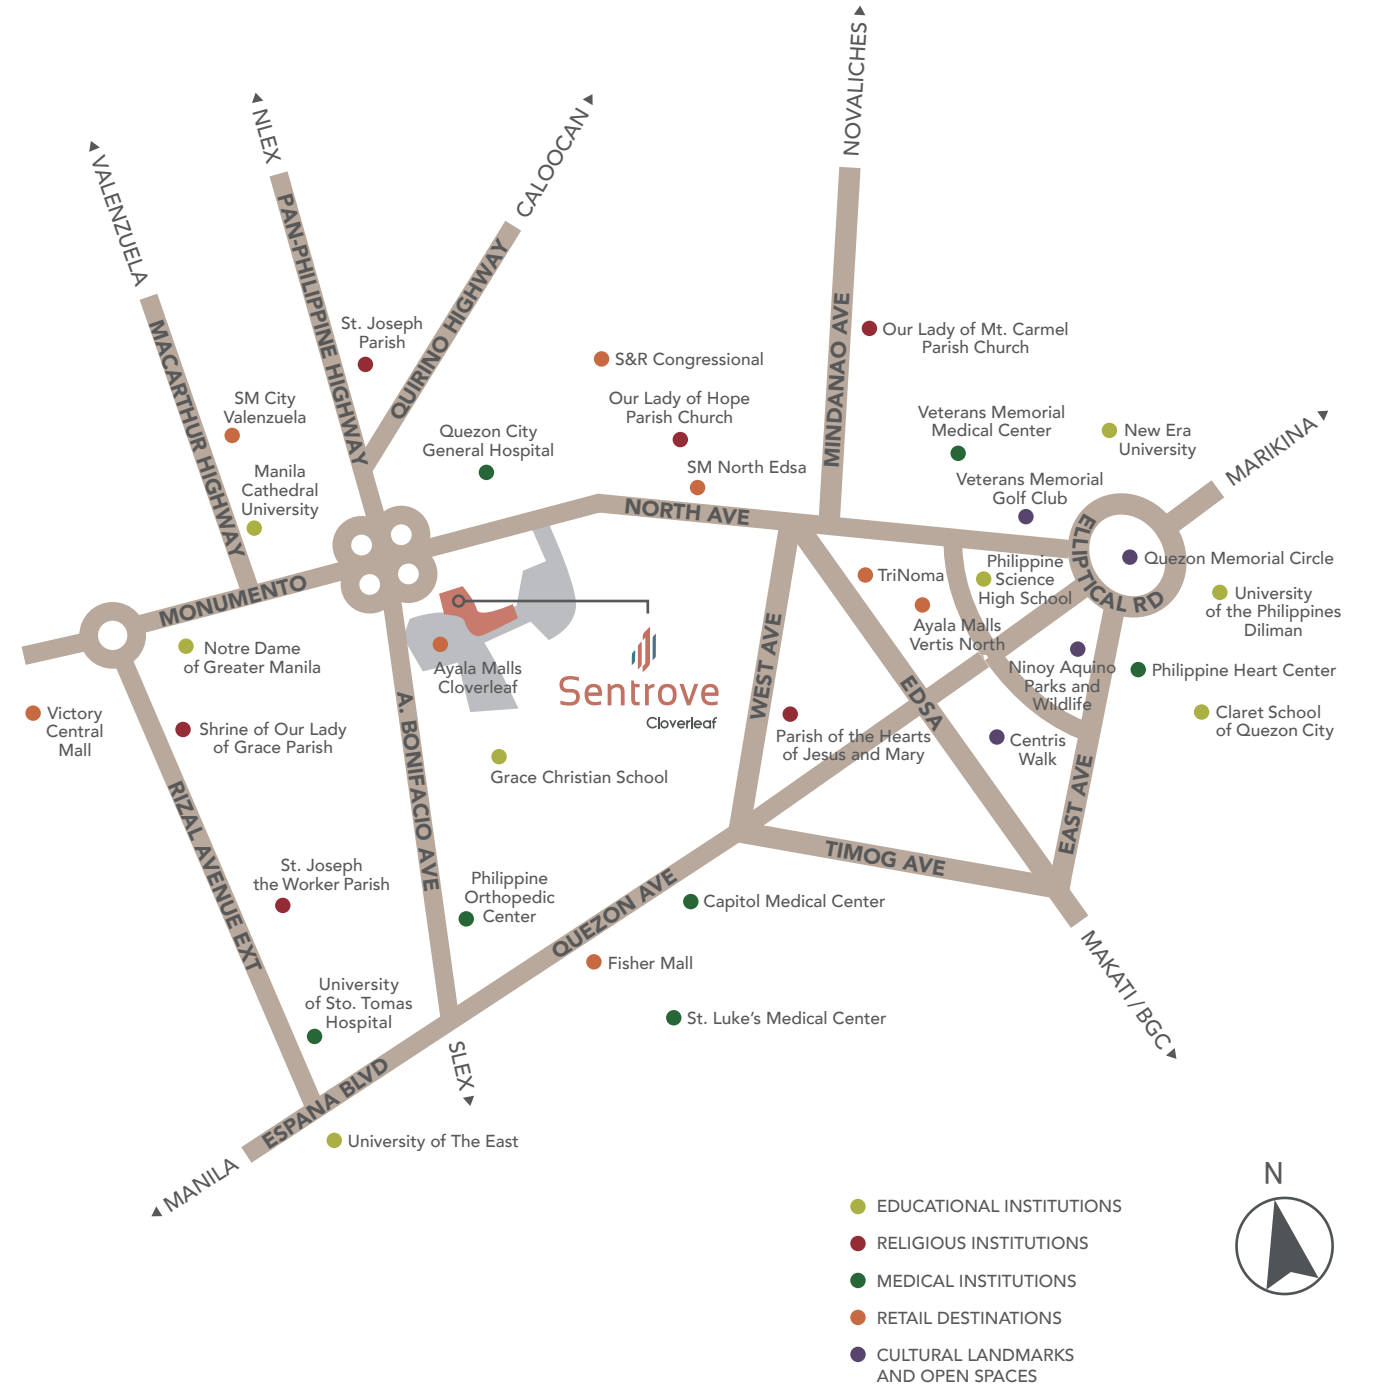 NOVALICHES
NLEX
CALOOCAN
VALENZUELA
PAN-PHILIPPINE HIGHWAY
QUIRINO HIGHWAY
MACARTHUR HIGHWAY
MINDANAO AVE
St. Joseph
Parish
Our Lady of Mt. Carmel
Parish Church
S&R Congressional
SM City
Valenzuela
Our Lady of Hope
Parish Church
Veterans Memorial
Medical Center
New Era
University
MARIKINA
Quezon City
General Hospital
Manila
Cathedral
University
SM North Edsa
Veterans Memorial
Golf Club
NORTH AVE
ELLIPTICAL RD
Quezon Memorial Circle
Philippine
Science
High School
TriNoma
MONUMENTO
University
of the Philippines
Diliman
Ayala Malls
Vertis North
Notre Dame
of Greater Manila
Ayala Malls
Cloverleaf
Sentrove
Cloverleaf
WEST AVE
EDSA
Ninoy Aquino
Parks and
Wildlife
Philippine Heart Center
Victory
Central
Mall
Shrine of Our Lady
of Grace Parish
A. BONIFACIO AVE
Parish of the Hearts
of Jesus and Mary
Centris
Walk
Claret School
of Quezon City
Grace Christian School
RIZAL AVENUE EXT
EAST AVE
TIMOG AVE
St. Joseph
the Worker Parish
Philippine
Orthopedic
Center
QUEZON AVE
Capitol Medical Center
Fisher Mall
MAKATI / BGC
University
of Sto. Tomas
Hospital
St. Luke's Medical Center
SLEX
ESPANA BLVD
University of The East
MANILA
N
EDUCATIONAL INSTITUTIONS
RELIGIOUS INSTITUTIONS
MEDICAL INSTITUTIONS
RETAIL DESTINATIONS
CULTURAL LANDMARKS
AND OPEN SPACES